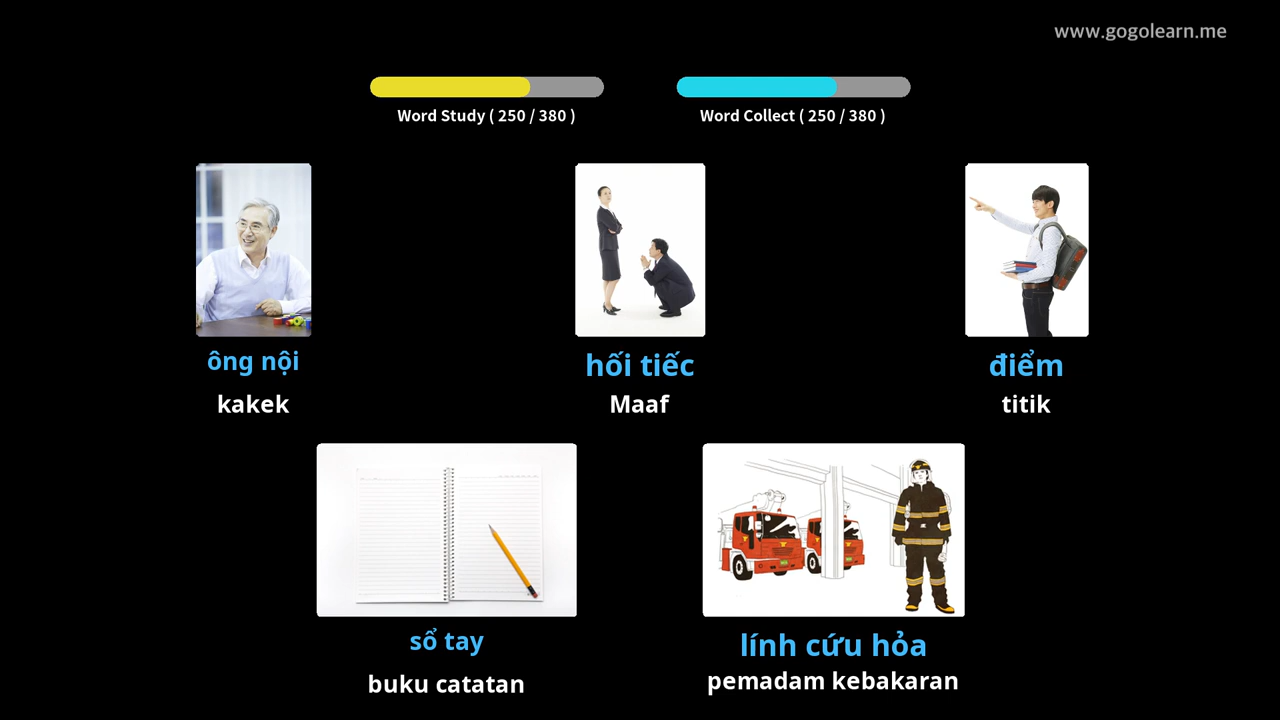 www.gogolearn.me
Word Study ( 250 / 380 )
Word Collect ( 250 / 380 )
ông nội
kakek
hối tiếc
Maaf
điểm
titik
sổ tay
buku catatan
lính cứu hỏa
pemadam kebakaran